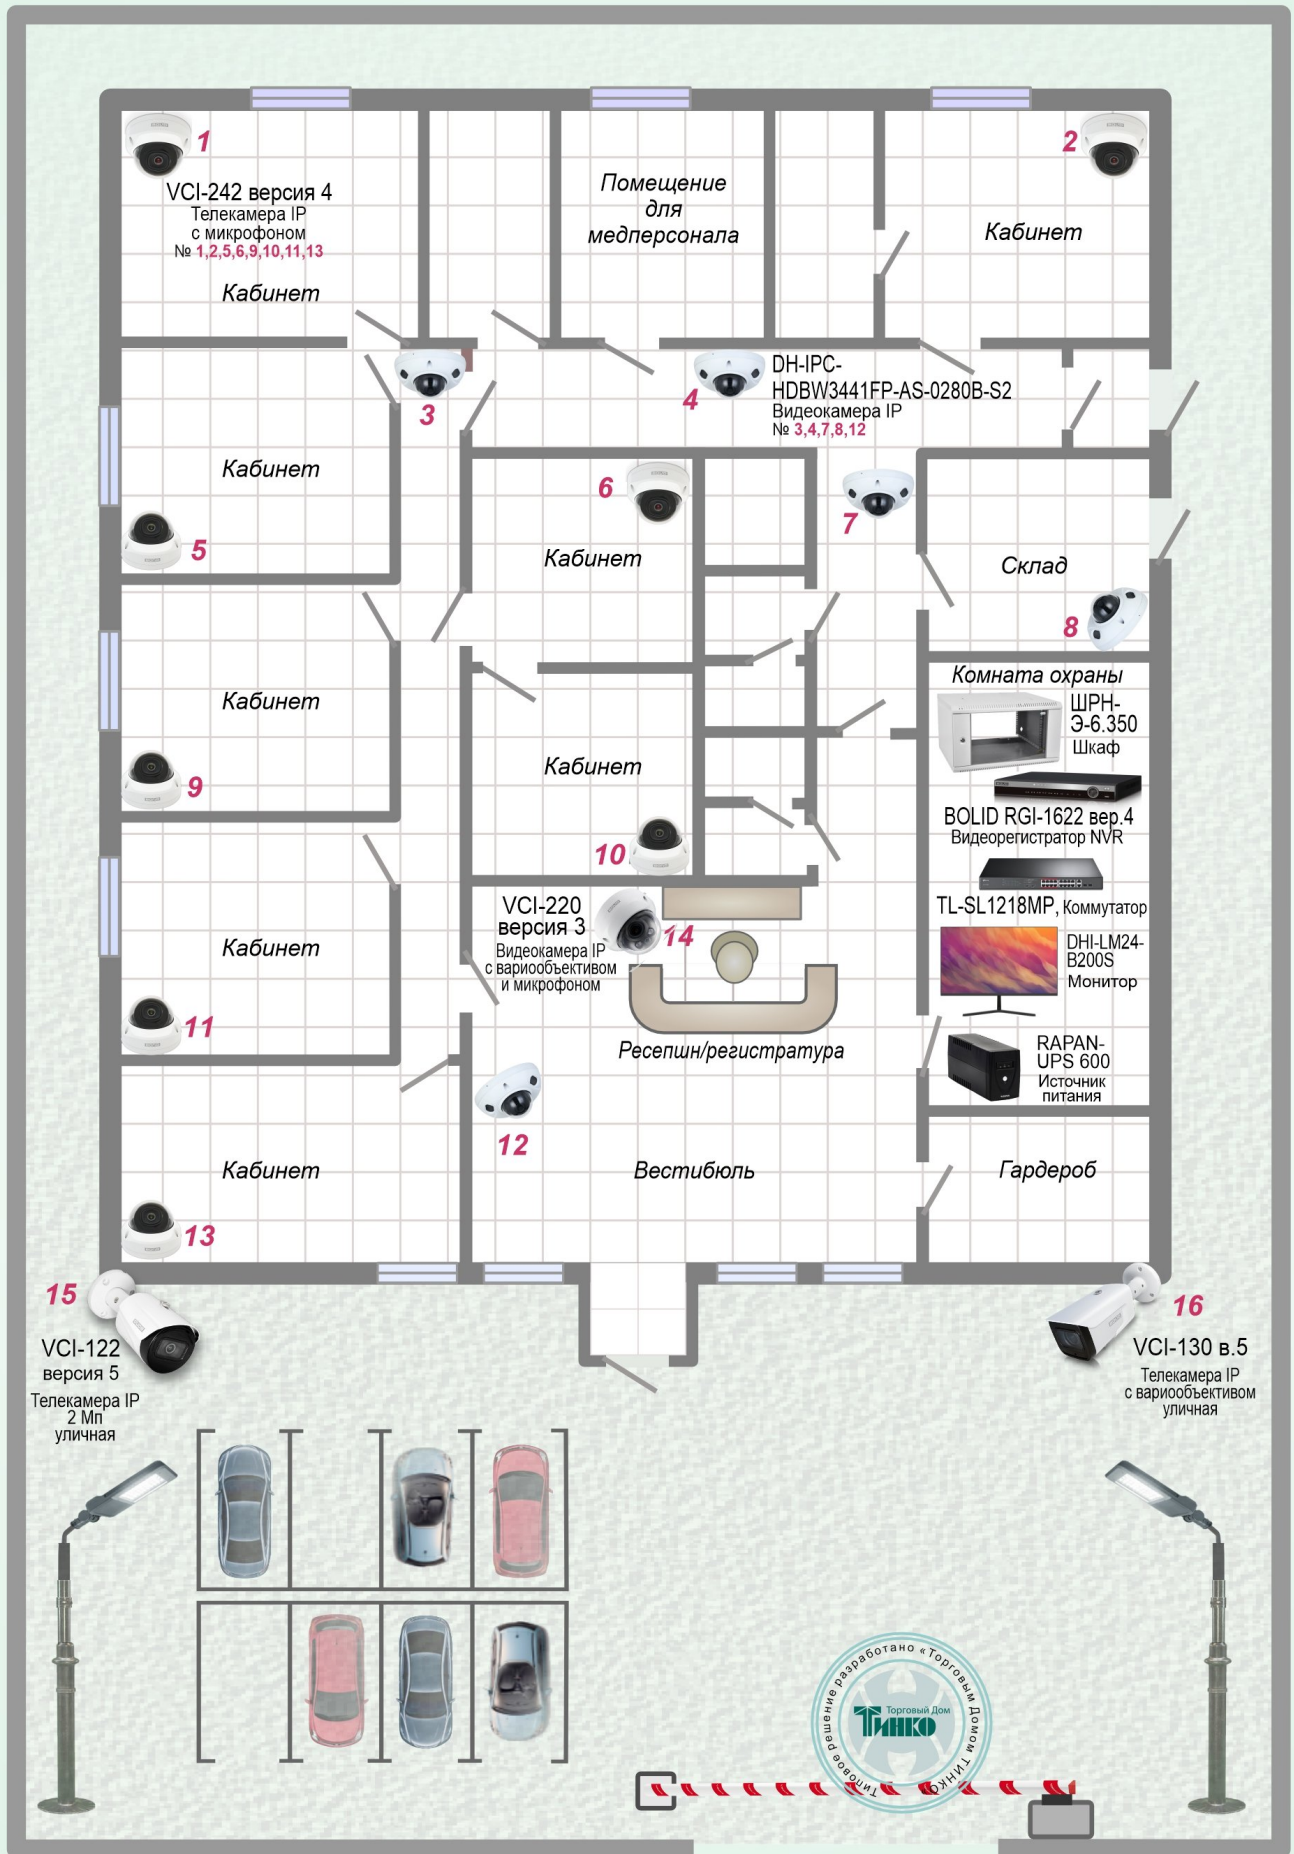 1
VCI-242 версия 4
Телекамера IP
с микрофоном
№ 1,2,5,6,9,10,11,13
Кабинет
Помещение
для
медперсонала
2
Кабинет
3
4
DH-IPC-
HDBW3441FP-AS-0280B-S2
Видеокамера IP
№ 3,4,7,8,12
Кабинет
5
6
Кабинет
7
Склад
8
Кабинет
9
Кабинет
10
Комната охраны
ШРН-
Э-6.350
Шкаф
BOLID RGI-1622 вер.4
Видеорегистратор NVR
TL-SL1218MP, Коммутатор
DHI-LM24-
B200S
Монитор
RAPAN-
UPS 600
Источник
питания
Кабинет
11
VCI-220
версия 3
Видеокамера IP
с вариообъективом
и микрофоном
14
Ресепшн/регистратура
12
Кабинет
13
Вестибюль
Гардероб
15
VCI-122
версия 5
Телекамера IP
2 Мп
уличная
16
VCI-130 в.5
Телекамера IP
с вариообъективом
уличная
Типовое решение разработано «Торговым Домом ТИНКО
Торговый Дом
ТИНКО